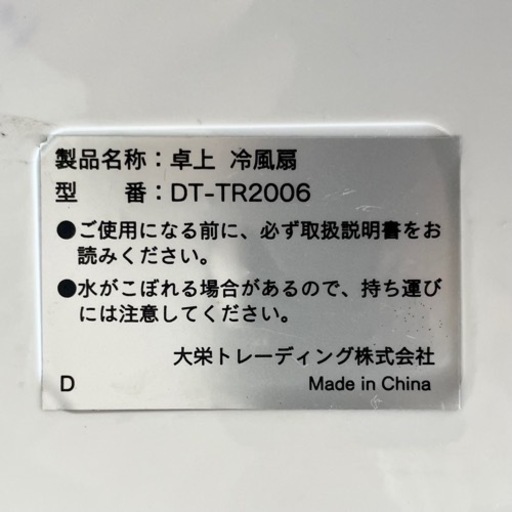 製品名称：卓上 冷風扇
型　　番：DT-TR2006
●ご使用になる前に、必ず取扱説明書をお
読みください。
●水がこぼれる場合があるので、持ち運び
には注意してください。
大栄トレーディング株式会社
D Made in China